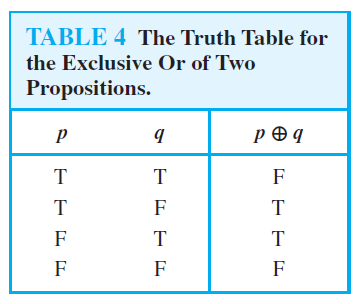 TABLE 4 The Truth Table for
the Exclusive Or of Two
Propositions.
p q p ⊕ q
T T F
T F T
F T T
F F F